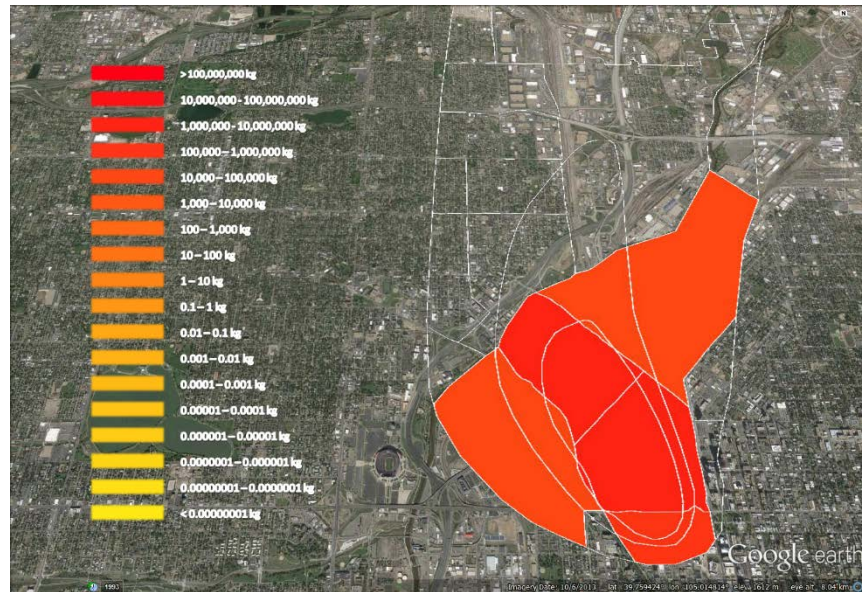 > 100,000,000 kg
10,000,000 - 100,000,000 kg
1,000,000 - 10,000,000 kg
100,000 – 1,000,000 kg
10,000 – 100,000 kg
1,000 – 10,000 kg
100 – 1,000 kg
10 – 100 kg
1 – 10 kg
0.1 – 1 kg
0.01 – 0.1 kg
0.001 – 0.01 kg
0.0001 – 0.001 kg
0.00001 – 0.0001 kg
0.000001 – 0.00001 kg
0.0000001 – 0.000001 kg
0.00000001 – 0.0000001 kg
< 0.00000001 kg
N
Google earth
1993
Imagery Date: 10/6/2013 lat 39.759424° lon -105.014814° elev 1612 m eye alt 8.04 km